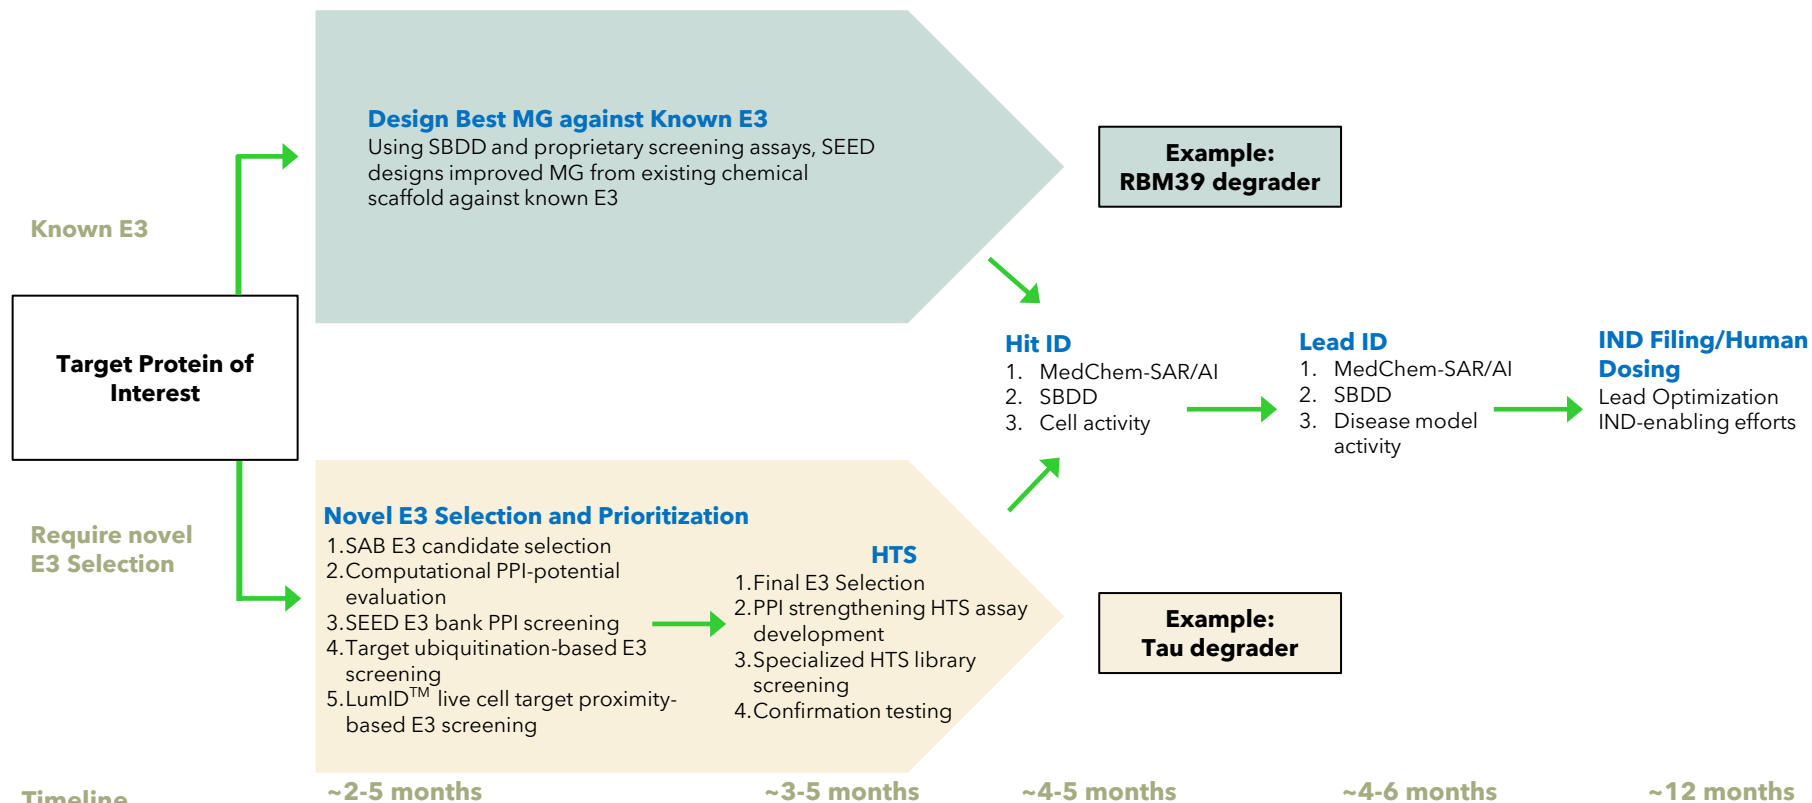 Design Best MG against Known E3
Using SBDD and proprietary screening assays, SEED
designs improved MG from existing chemical
scaffold against known E3
Example:
RBM39 degrader
Known E3
Target Protein of
Interest
Hit ID
1. MedChem-SAR/AI
2. SBDD
3. Cell activity
Lead ID
1. MedChem-SAR/AI
2. SBDD
3. Disease model
activity
IND Filing/Human
Dosing
Lead Optimization
IND-enabling efforts
Require novel
E3 Selection
Novel E3 Selection and Prioritization
1.SAB E3 candidate selection
2.Computational PPI-potential
evaluation
3.SEED E3 bank PPI screening
4.Target ubiquitination-based E3
screening
5.LumID™ live cell target proximity-
based E3 screening
HTS
1.Final E3 Selection
2.PPI strengthening HTS assay
development
3.Specialized HTS library
screening
4.Confirmation testing
Example:
Tau degrader
Timeline
~2-5 months
~3-5 months
~4-5 months
~4-6 months
~12 months